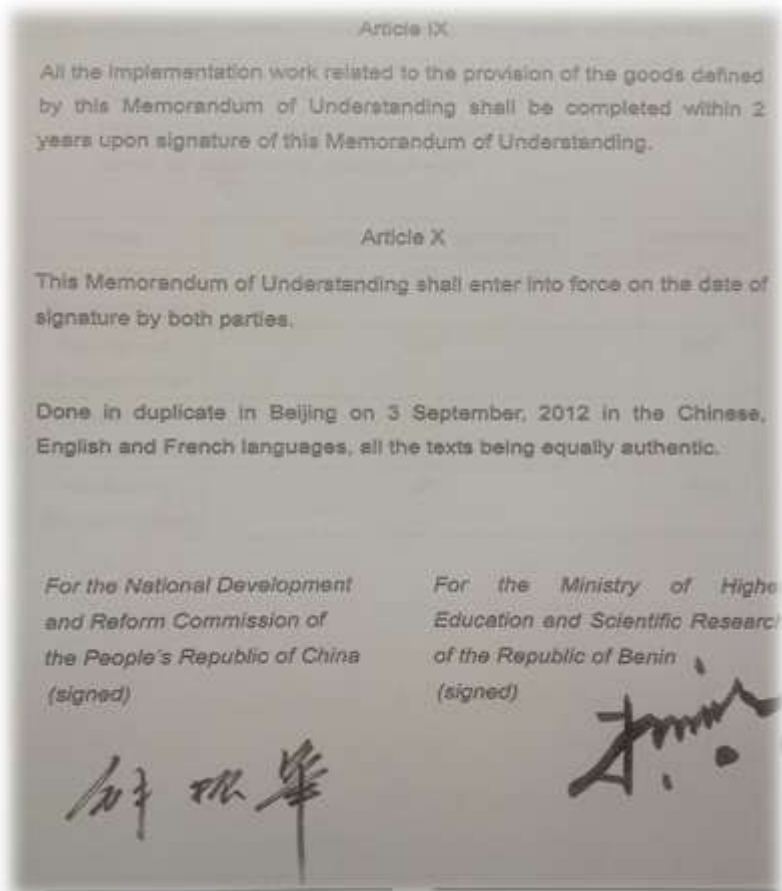 Article IX
All the implementation work related to the provision of the goods defined
by this Memorandum of Understanding shall be completed within 2
years upon signature of this Memorandum of Understanding.
Article X
This Memorandum of Understanding shall enter into force on the date of
signature by both parties.
Done in duplicate in Beijing on 3 September, 2012 in the Chinese,
English and French languages, all the texts being equally authentic.
For the National Development
and Reform Commission of
the People's Republic of China
(signed)
For the Ministry of Highe
Education and Scientific Researc
of the Republic of Benin
(signed)